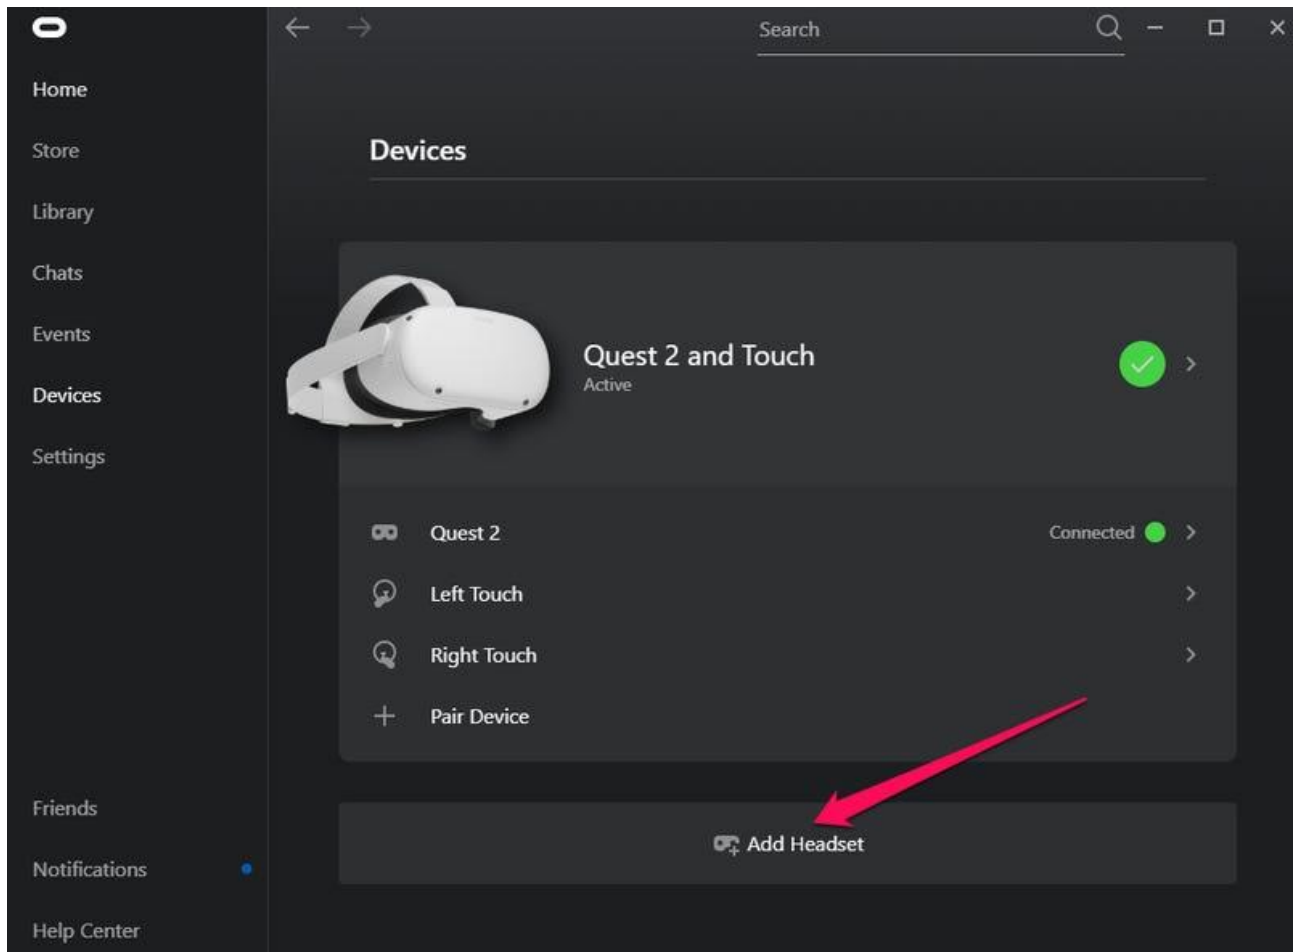 Search
Home
Store
Library
Chats
Events
Devices
Settings
Friends
Notifications
Help Center
Devices
Quest 2 and Touch
Active
Quest 2
Connected
Left Touch
Right Touch
Pair Device
Add Headset